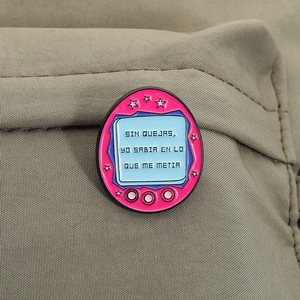 SIN QUEJAS,
YO SABIA EN LO
QUE ME METIA